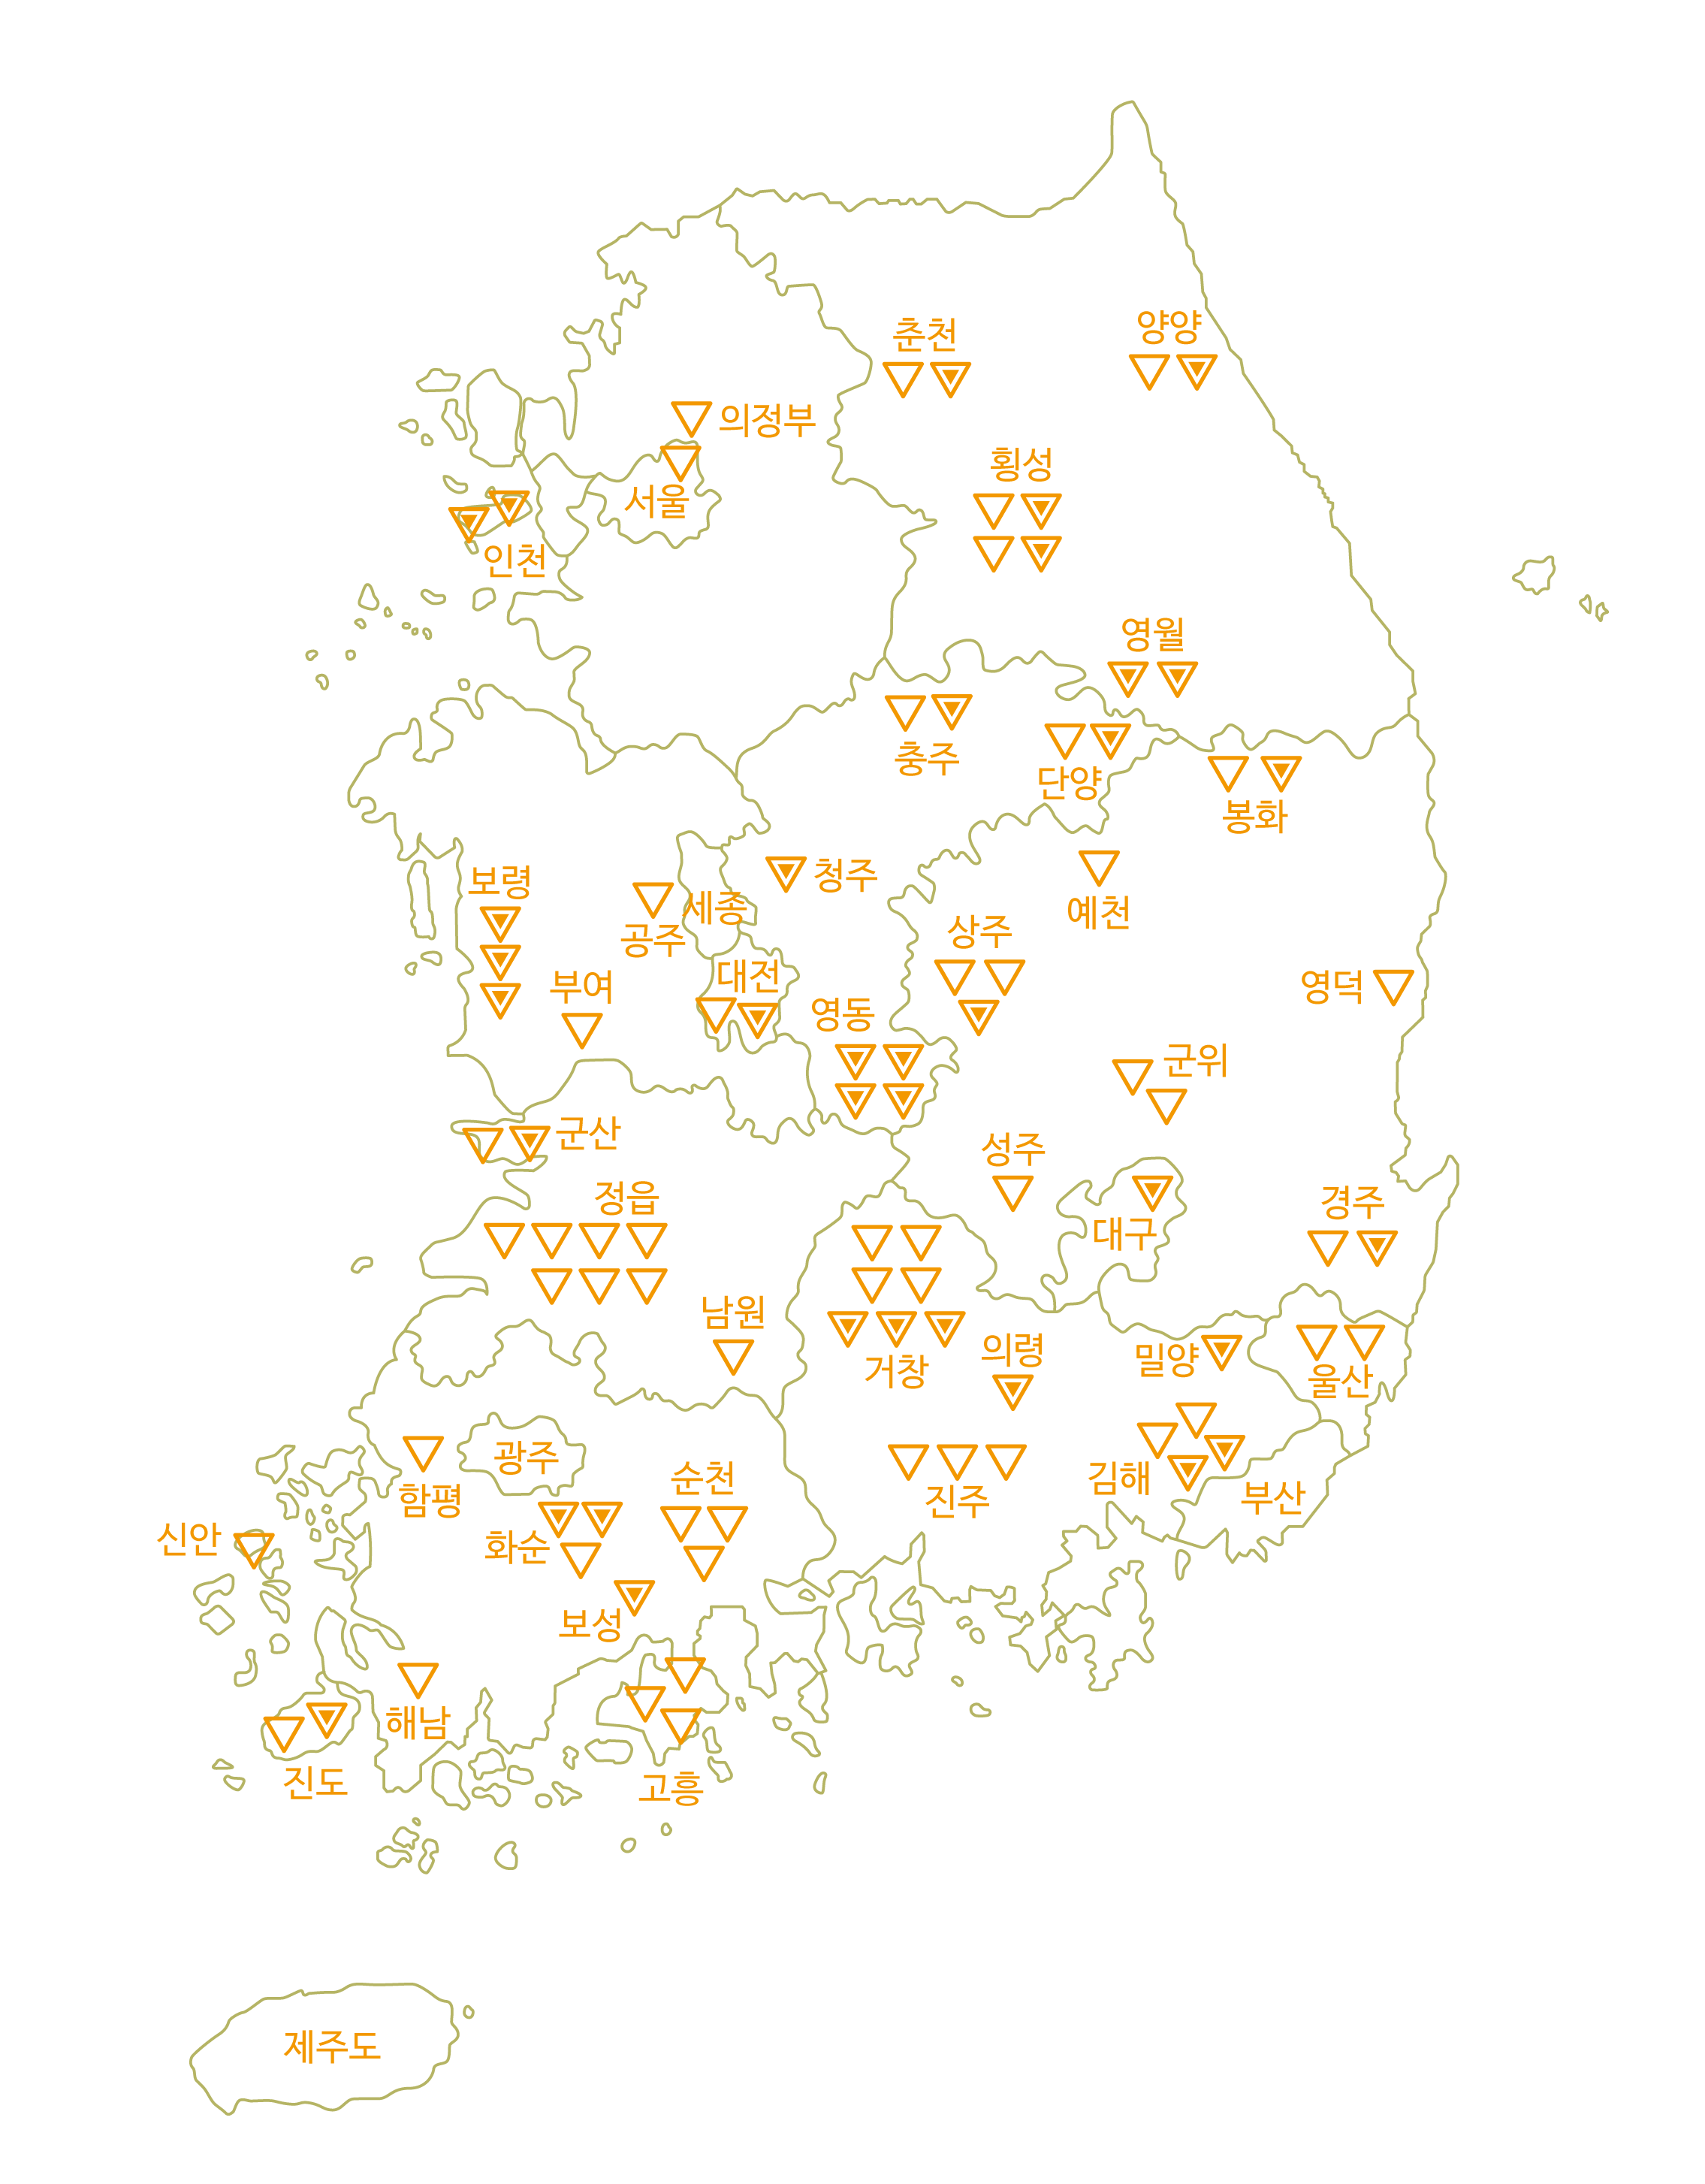 춘천
양양
의정부
횡성
서울
인천
영월
충주
단양
봉화
청주
보령
세종
예천
공주
상주
대전
부여
영덕
영동
군위
군산
성주
정읍
경주
대구
남원
의령
밀양
거창
울산
광주
순천
김해
함평
진주
부산
신안
화순
보성
해남
진도
고흥
제주도